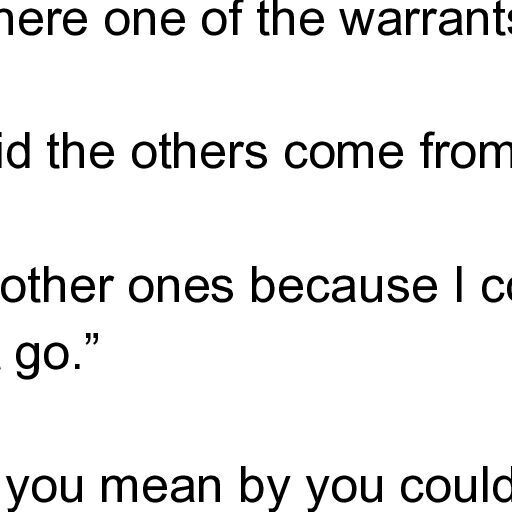 here one of the warrants
id the others come from
other ones because I co
go.”
you mean by you could